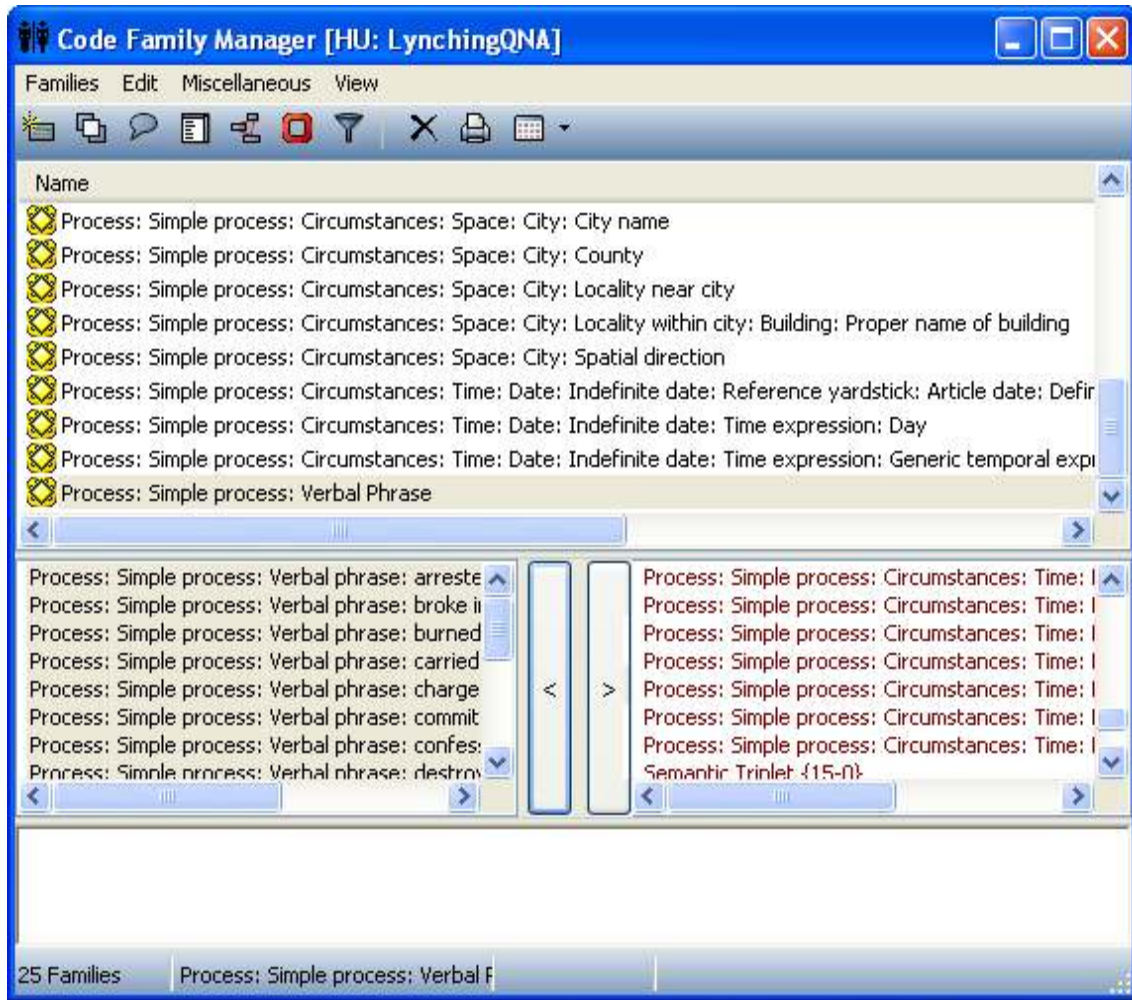 Code Family Manager [HU: LynchingQNA]
Families Edit Miscellaneous View
Name
Process: Simple process: Circumstances: Space: City: City name
Process: Simple process: Circumstances: Space: City: County
Process: Simple process: Circumstances: Space: City: Locality near city
Process: Simple process: Circumstances: Space: City: Locality within city: Building: Proper name of building
Process: Simple process: Circumstances: Space: City: Spatial direction
Process: Simple process: Circumstances: Time: Date: Indefinite date: Reference yardstick: Article date: Defir
Process: Simple process: Circumstances: Time: Date: Indefinite date: Time expression: Day
Process: Simple process: Circumstances: Time: Date: Indefinite date: Time expression: Generic temporal expr
Process: Simple process: Verbal Phrase
Process: Simple process: Verbal phrase: arreste
Process: Simple process: Verbal phrase: broke i
Process: Simple process: Verbal phrase: burned
Process: Simple process: Verbal phrase: carried
Process: Simple process: Verbal phrase: charge
Process: Simple process: Verbal phrase: commit
Process: Simple process: Verbal phrase: confes
Process: Simple process: Verbal phrase: destroy
<
>
Process: Simple process: Circumstances: Time:
Process: Simple process: Circumstances: Time:
Process: Simple process: Circumstances: Time:
Process: Simple process: Circumstances: Time:
Process: Simple process: Circumstances: Time:
Process: Simple process: Circumstances: Time:
Process: Simple process: Circumstances: Time:
Semantic Triplet {15-0}
25 Families
Process: Simple process: Verbal P